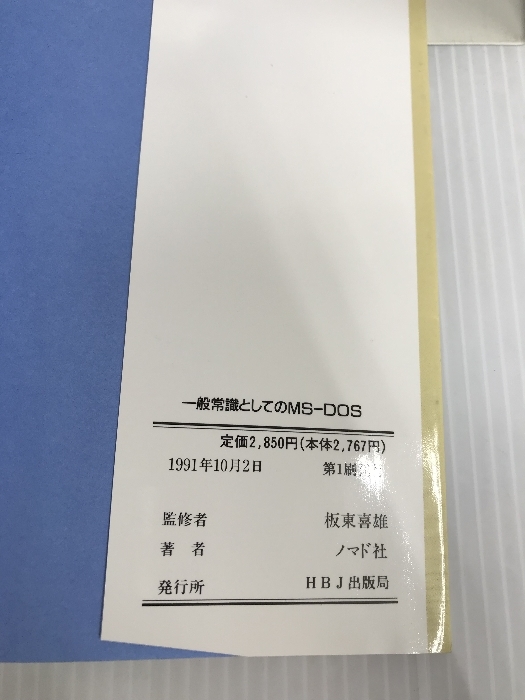 一般常識としてのMS-DOS
定価2,850円(本体2,767円)
1991年10月2日 第1刷
監修者 板東喜雄
著者 ノマド社
発行所 HBJ出版局